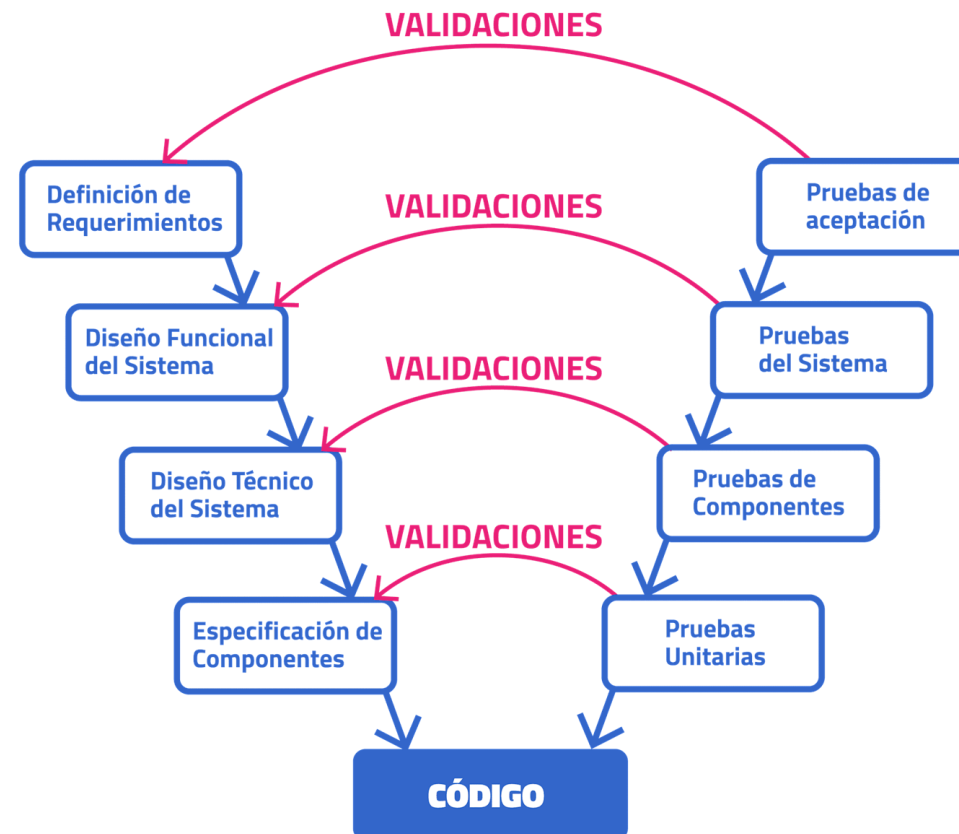 VALIDACIONES
Definición de
Requerimientos
Pruebas de
aceptación
VALIDACIONES
Diseño Funcional
del Sistema
Pruebas
del Sistema
VALIDACIONES
Diseño Técnico
del Sistema
Pruebas de
Componentes
VALIDACIONES
Especificación de
Componentes
Pruebas
Unitarias
CÓDIGO